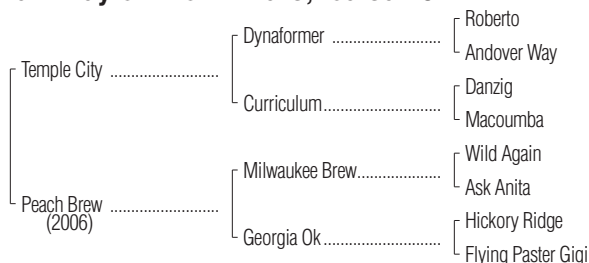 Roberto
Dynaformer ..............................
Andover Way
Temple City ..............................
Danzig
Curriculum..............................
Macoumba
Wild Again
Milwaukee Brew.....................
Ask Anita
Peach Brew ..............................
(2006)
Hickory Ridge
Georgia Ok..............................
Flying Paster Gigi